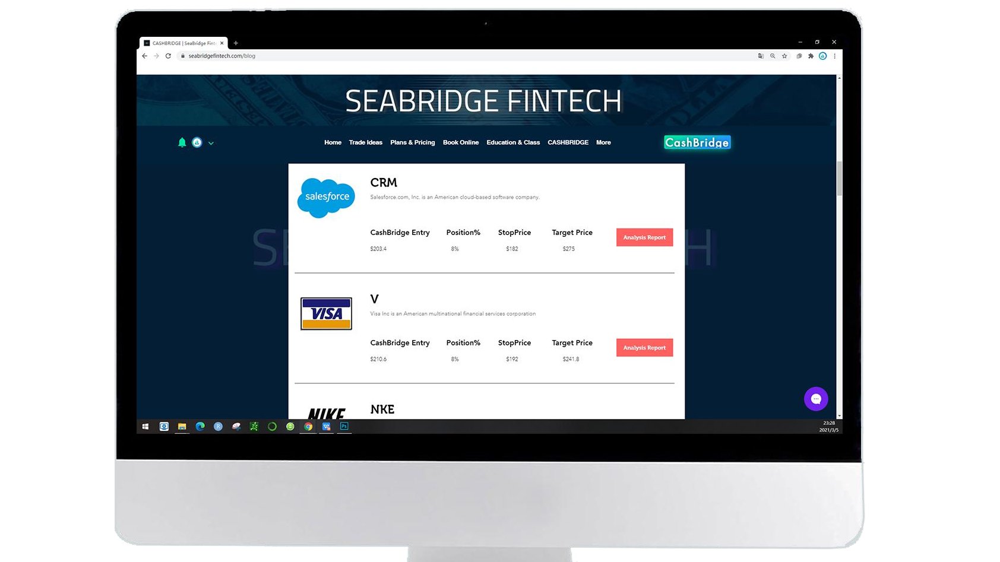 CASHBRIDGE | SeaBridge Fint
seabridgefintech.com/blog
SEABRIDGE FINTECH
Home Trade Ideas Plans & Pricing Book Online Education & Class CASHBRIDGE More
CashBridge
salesforce
CRM
Salesforce.com, Inc. is an American cloud-based software company.
CashBridge Entry Position% StopPrice Target Price
Analysis Report
$203.4 8% $182 $275
SE
H
VISA
V
Visa Inc is an American multinational financial services corporation
CashBridge Entry Position% StopPrice Target Price
Analysis Report
$210.6 8% $192 $241.8
NIKE
NKE
R
Ps
23:28
2021/3/5